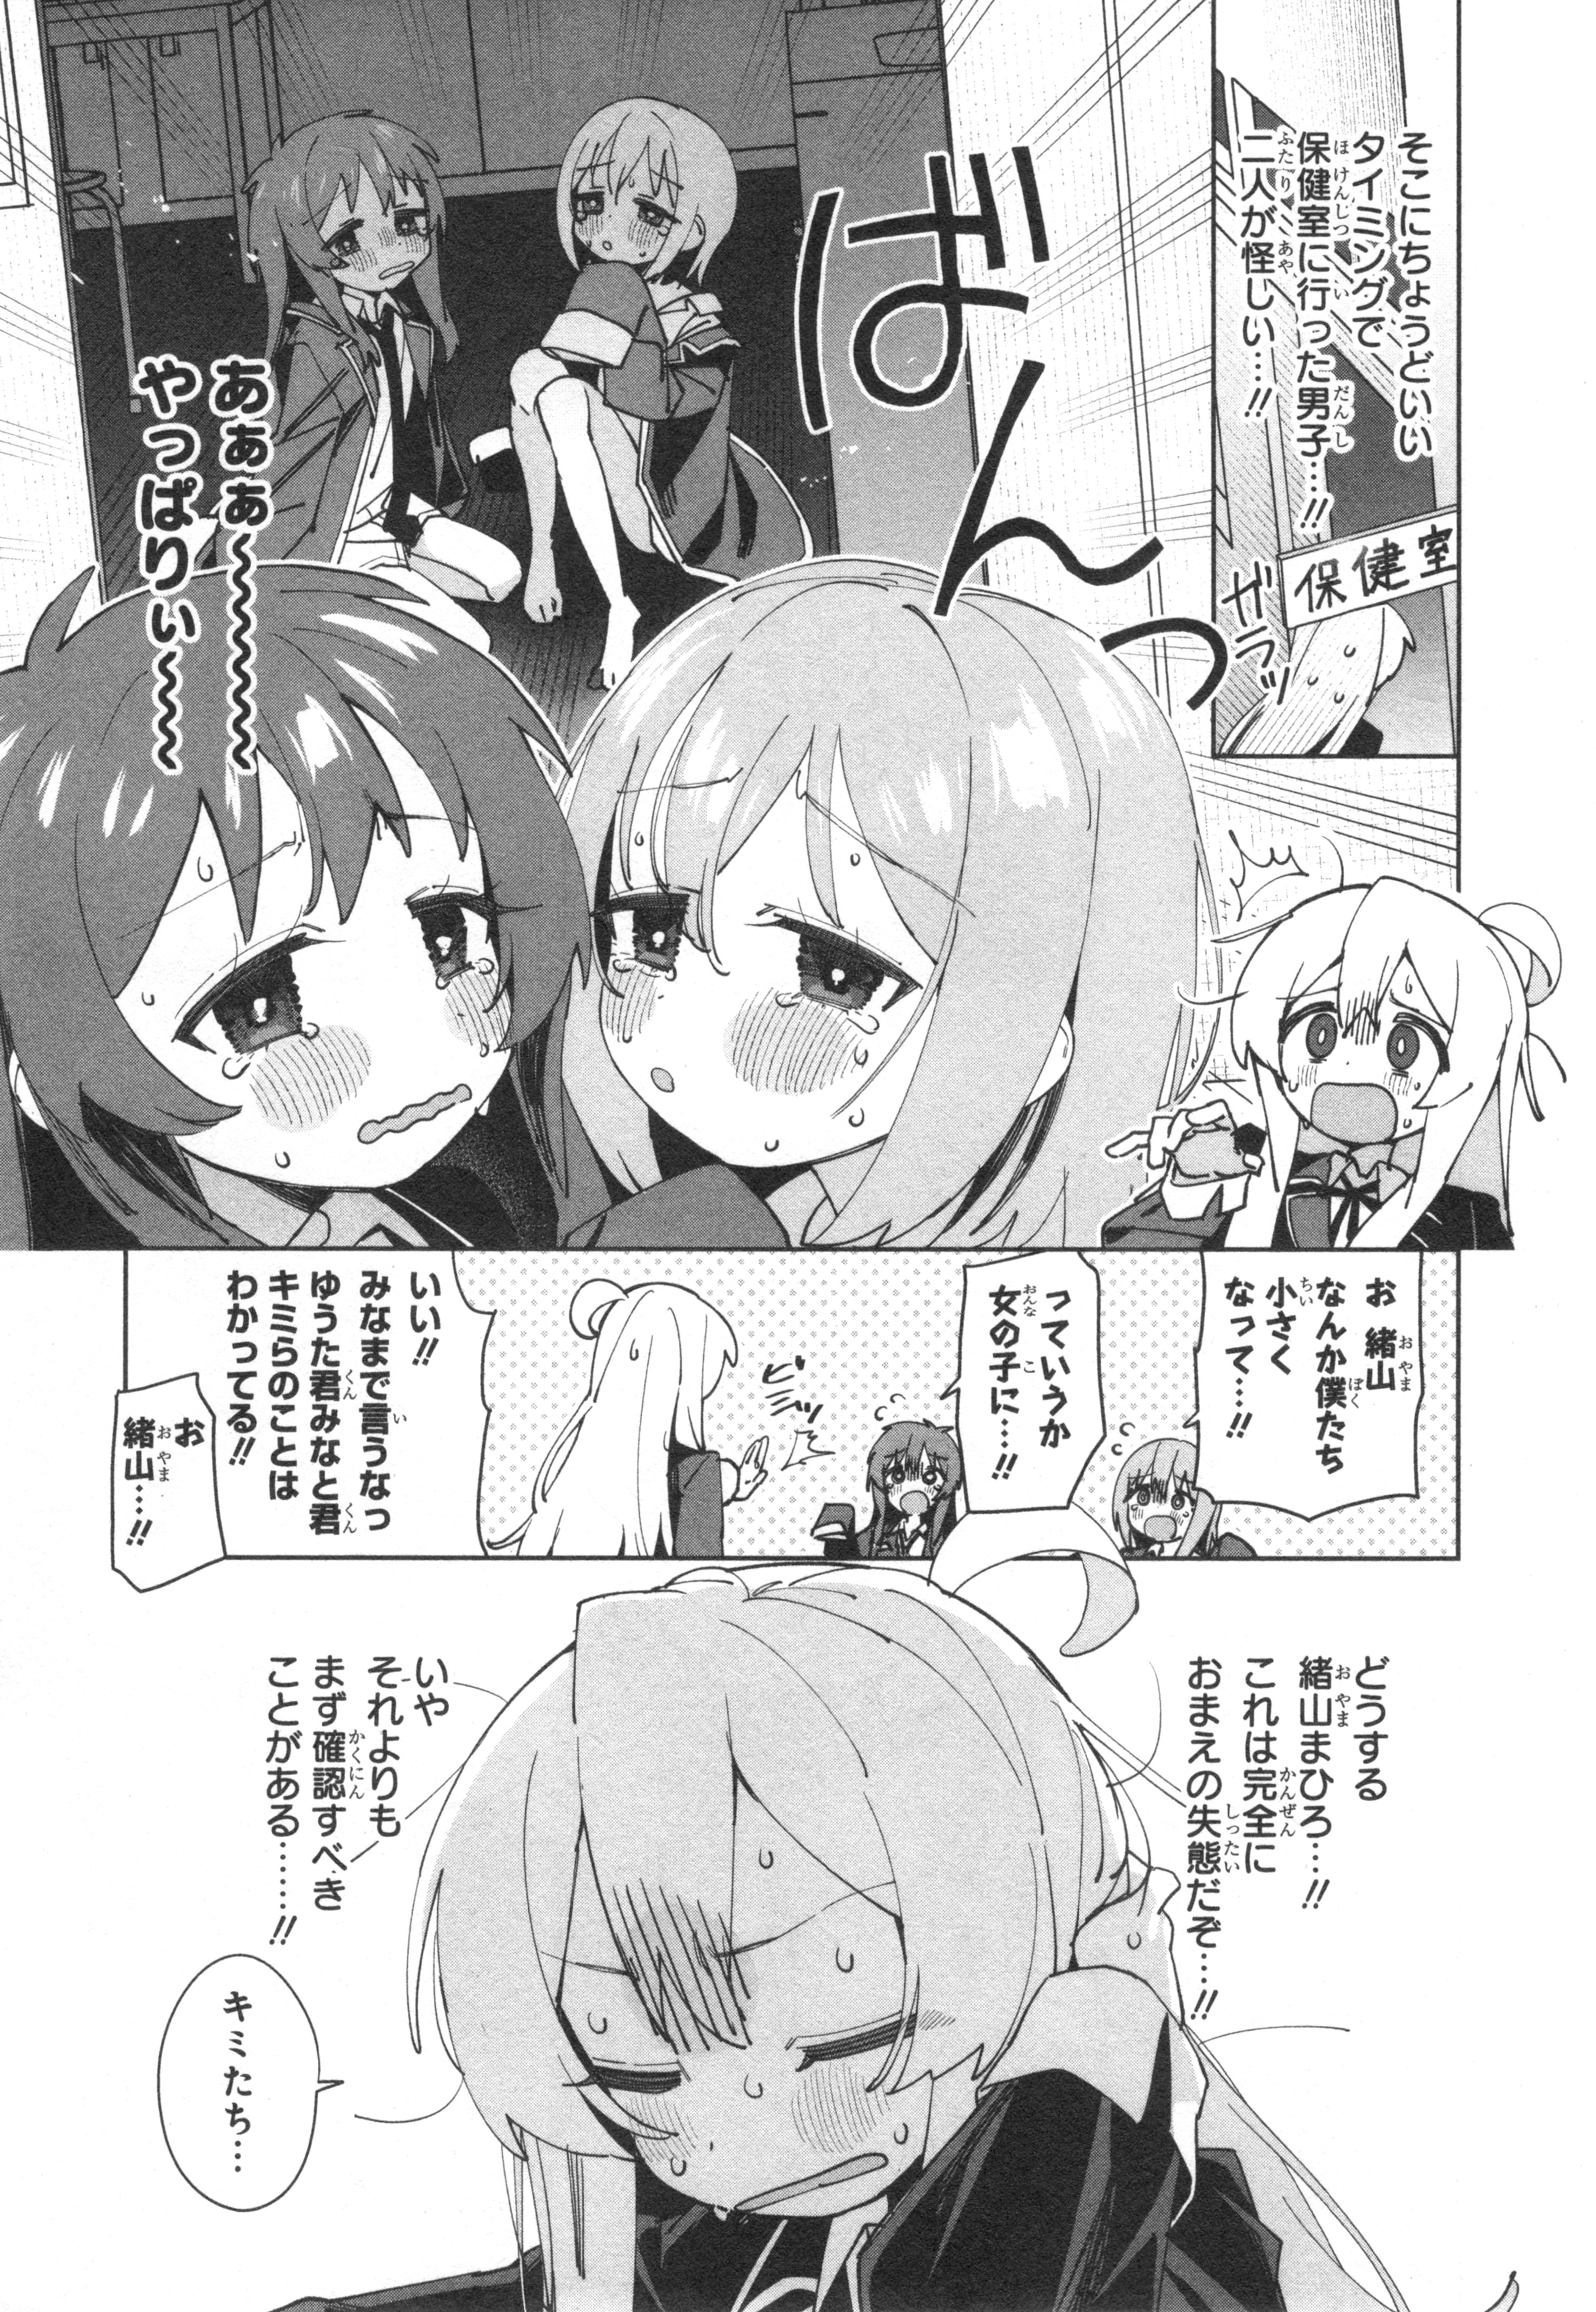 そこにちょうどいい
タイミングで
保健室に行った男子…!!
二人が怪しい…!!
保健室
ガラッ
ばーんっ
あぁぁ～～～～～
やっぱりぃ～～～
お 緒山
なんか僕たち
小さく
なって…!!
っていうか
女の子に…!!
ビミッ
いい!!
みなまで言うなっ
ゆうた君みなと君
キミらのことは
わかってる!!
お
緒山…!!
どうする
緒山まひろ…!!
これは完全に
おまえの失態だぞ…!!
いや
それよりも
まず確認すべき
ことがある……!!
キミたち…